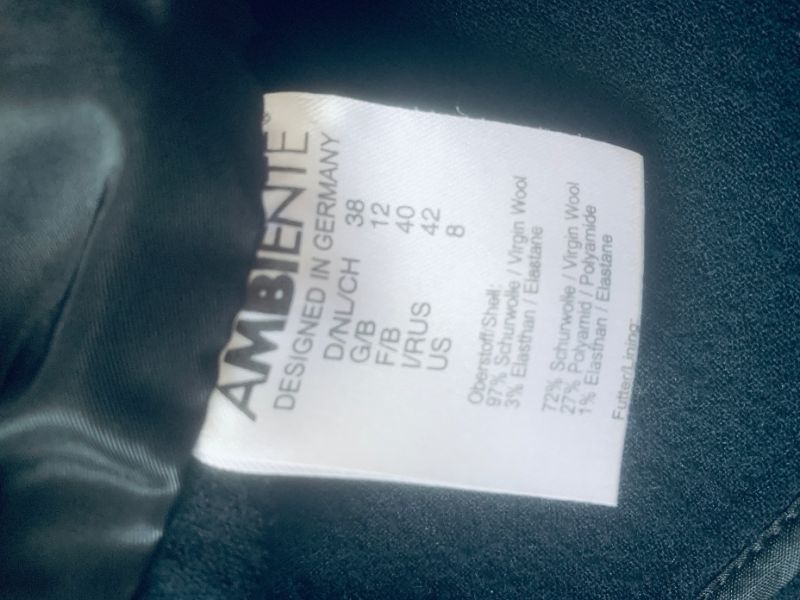 AMBIENTE®
DESIGNED IN GERMANY
D/NL/CH 38
G/B 12
F/B 40
I/RUS 42
US 8
Oberstoff/Shell:
97% Schurwolle / Virgin Wool
3% Elasthan / Elastane
72% Schurwolle / Virgin Wool
27% Polyamid / Polyamide
1% Elasthan / Elastane
Futter/Lining: